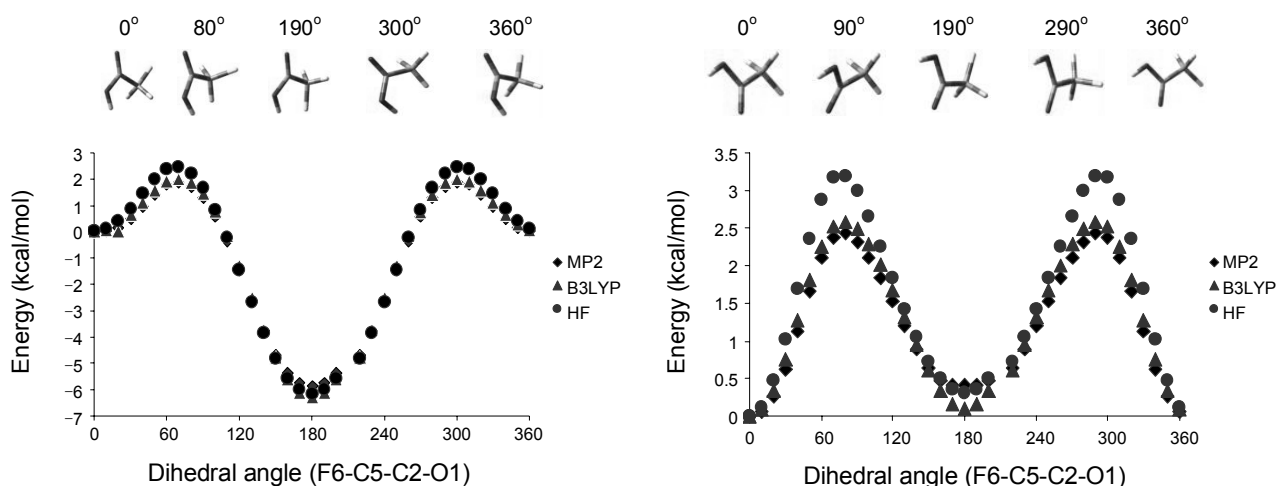 0° 80° 190° 300° 360°
3
2
1
0
−1
−2
−3
−4
−5
−6
−7
Energy (kcal/mol)
0 60 120 180 240 300 360
Dihedral angle (F6-C5-C2-O1)
MP2
B3LYP
HF
0° 90° 190° 290° 360°
3.5
3
2.5
2
1.5
1
0.5
0
Energy (kcal/mol)
0 60 120 180 240 300 360
Dihedral angle (F6-C5-C2-O1)
MP2
B3LYP
HF